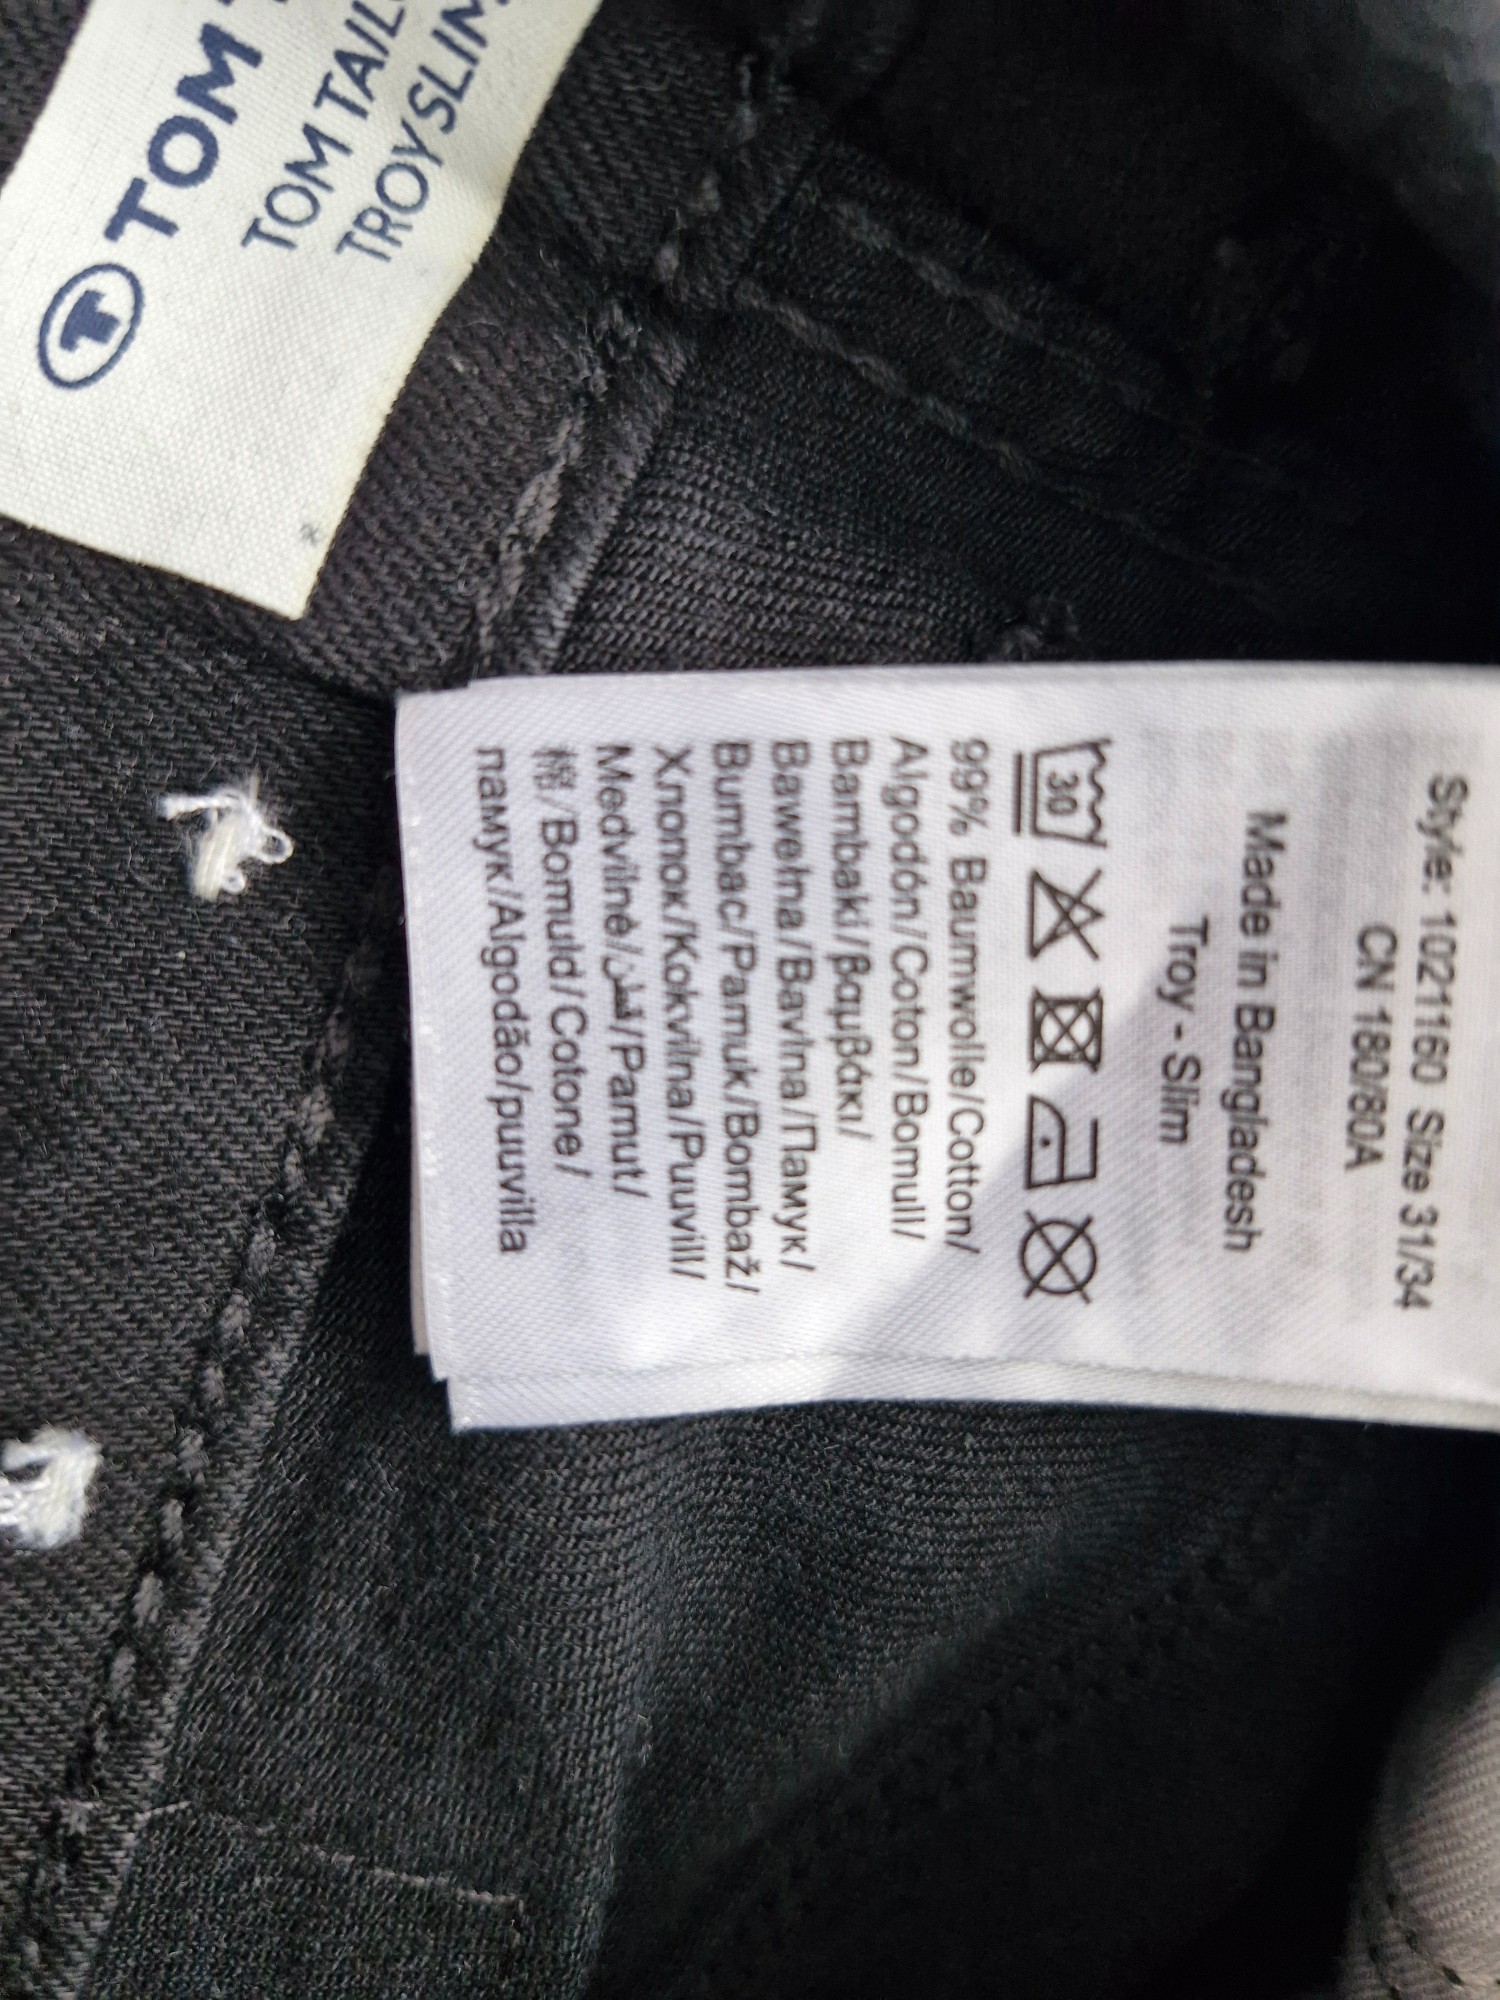 TOM
TOM TAIL
TROY SLIM
Style: 1021160 Size 31/34
CN 180/80A
Made in Bangladesh
Troy - Slim
30
99% Baumwolle/Cotton/
Algodón/Coton/Bomull/
Bambaki/βαμβάκι/
Bawełna/Bavlna/Памук/
Bumbac/Pamuk/Bombaž/
Хлопок/Kokvilna/Puuvill/
Medvilnė/قطن/Pamut/
棉/Bomuld/Cotone/
памук/Algodão/puuvilla